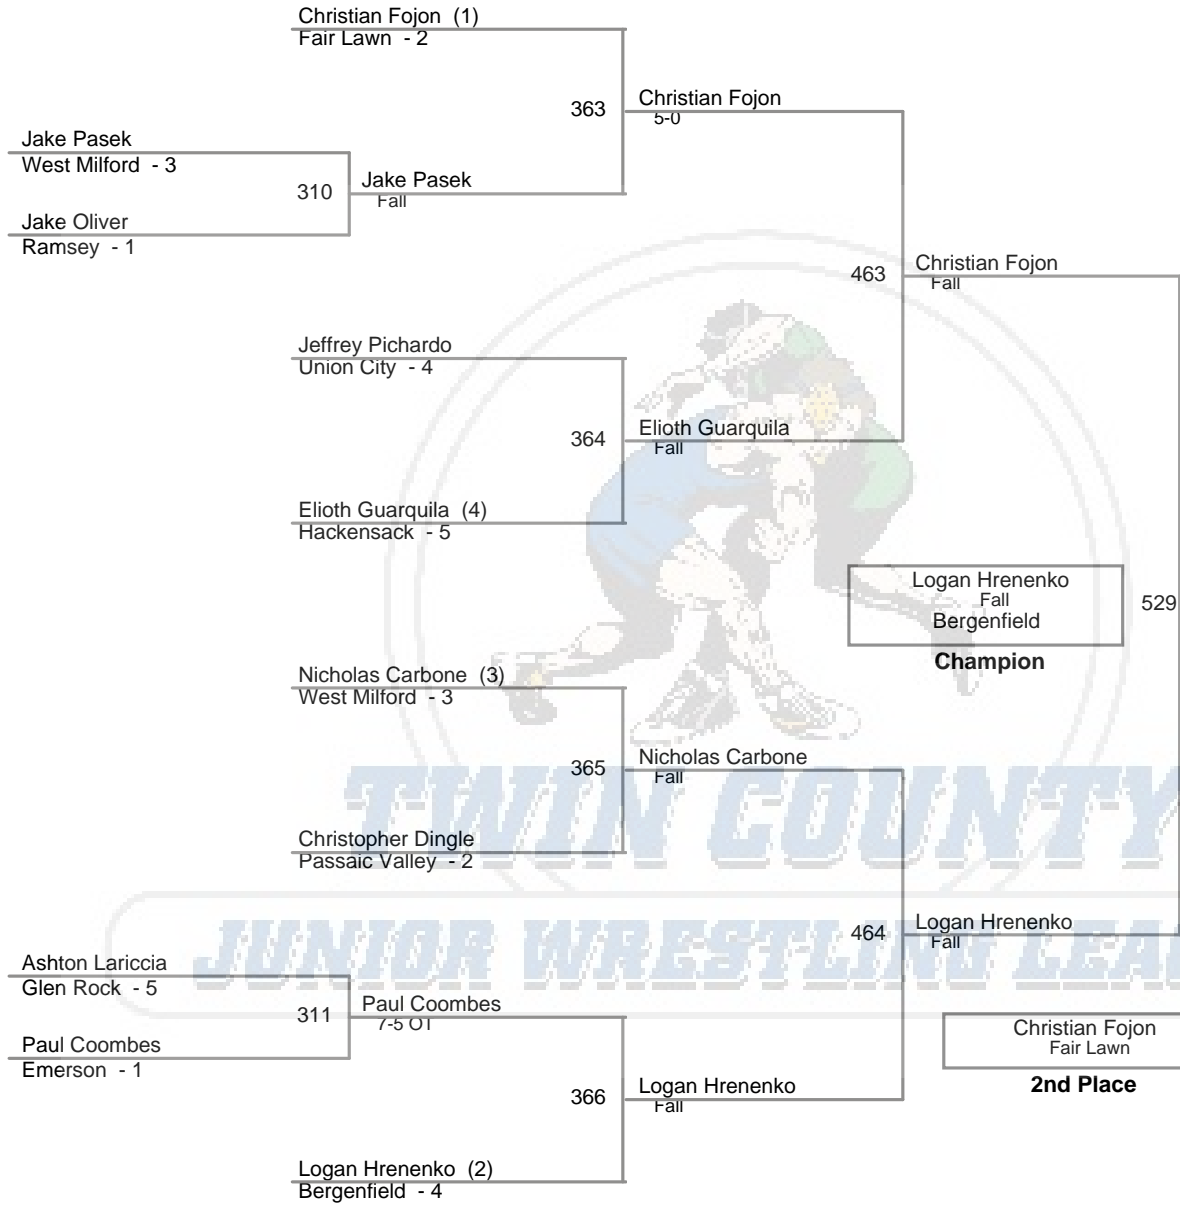 Christian Fojon (1)
Fair Lawn - 2
363
Christian Fojon
5-0
Jake Pasek
West Milford - 3
310
Jake Pasek
Fall
Jake Oliver
Ramsey - 1
463
Christian Fojon
Fall
Jeffrey Pichardo
Union City - 4
364
Elioth Guarquila
Fall
Elioth Guarquila (4)
Hackensack - 5
Logan Hrenenko
Fall
Bergenfield
529
Champion
Nicholas Carbone (3)
West Milford - 3
365
Nicholas Carbone
Fall
TWIN COUNTY
Christopher Dingle
Passaic Valley - 2
464
Logan Hrenenko
Fall
JUNIOR WRESTLING LEA
Ashton Lariccia
Glen Rock - 5
311
Paul Coombes
7-5 OT
Christian Fojon
Fair Lawn
2nd Place
Paul Coombes
Emerson - 1
366
Logan Hrenenko
Fall
Logan Hrenenko (2)
Bergenfield - 4